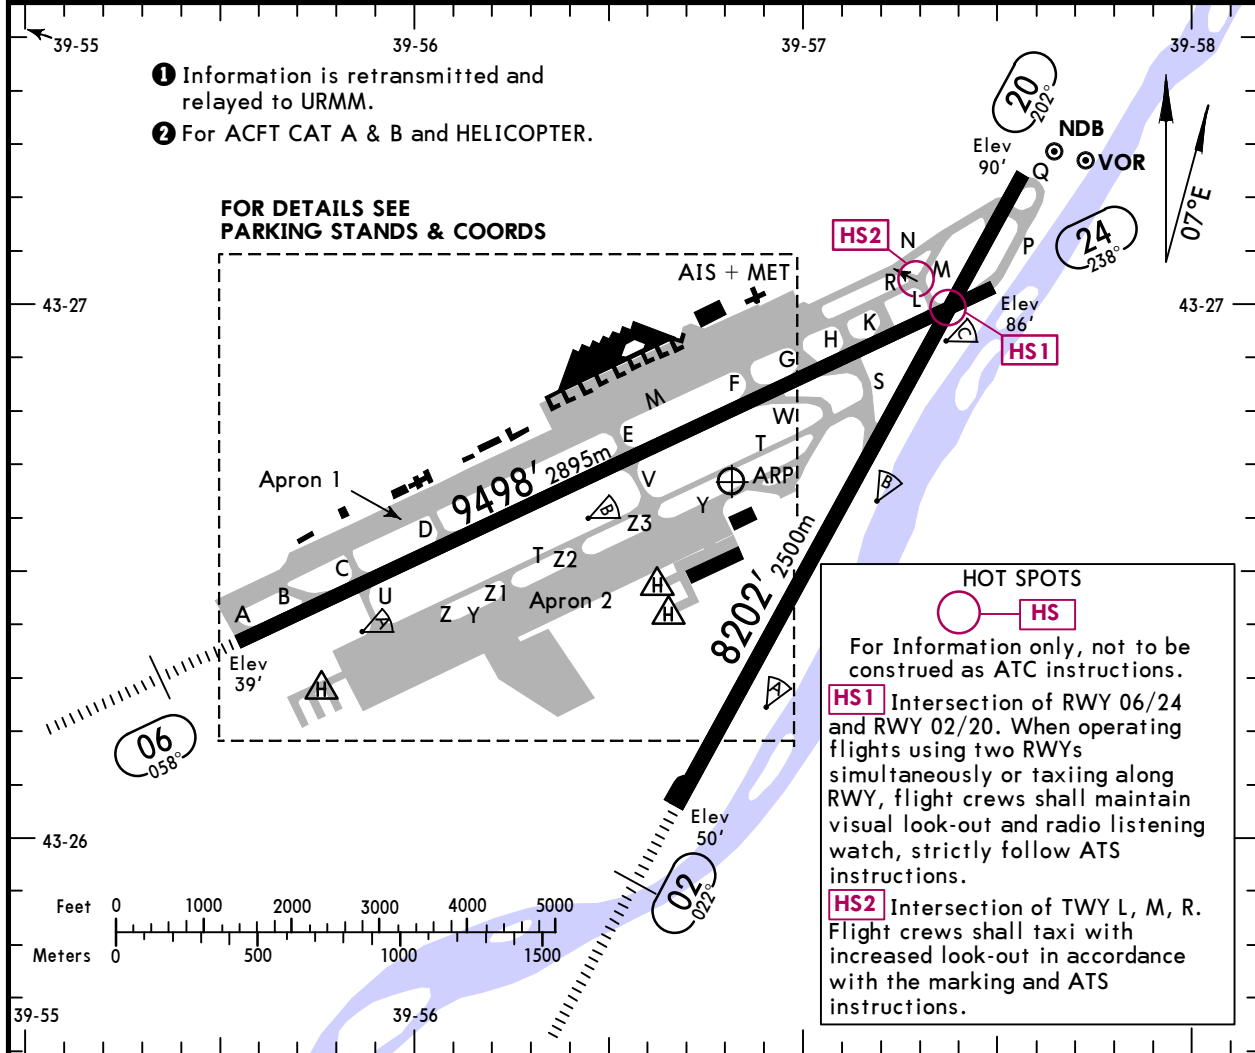 39-55
39-56
39-57
39-58
1 Information is retransmitted and
relayed to URMM.
2 For ACFT CAT A & B and HELICOPTER.
20
202°
NDB
VOR
Elev
90'
Q
07°E
FOR DETAILS SEE
PARKING STANDS & COORDS
HS2
N
P
24
238°
AIS + MET
R
M
L
43-27
43-27
Elev
86'
K
H
HS1
C
G
S
F
M
W
E
T
9498' 2895m
Apron 1
V
ARP
B
D
B
Z3
Y
8202' 2500m
T
Z2
C
H
Z1
Apron 2
H
U
A
B
Z
Y
A
Elev
39'
H
A
06
058°
HOT SPOTS
HS
For Information only, not to be
construed as ATC instructions.
HS1 Intersection of RWY 06/24
and RWY 02/20. When operating
flights using two RWYs
simultaneously or taxiing along
RWY, flight crews shall maintain
visual look-out and radio listening
watch, strictly follow ATS
instructions.
HS2 Intersection of TWY L, M, R.
Flight crews shall taxi with
increased look-out in accordance
with the marking and ATS
instructions.
Elev
50'
43-26
02
022°
Feet 0 1000 2000 3000 4000 5000
Meters 0 500 1000 1500
39-55
39-56